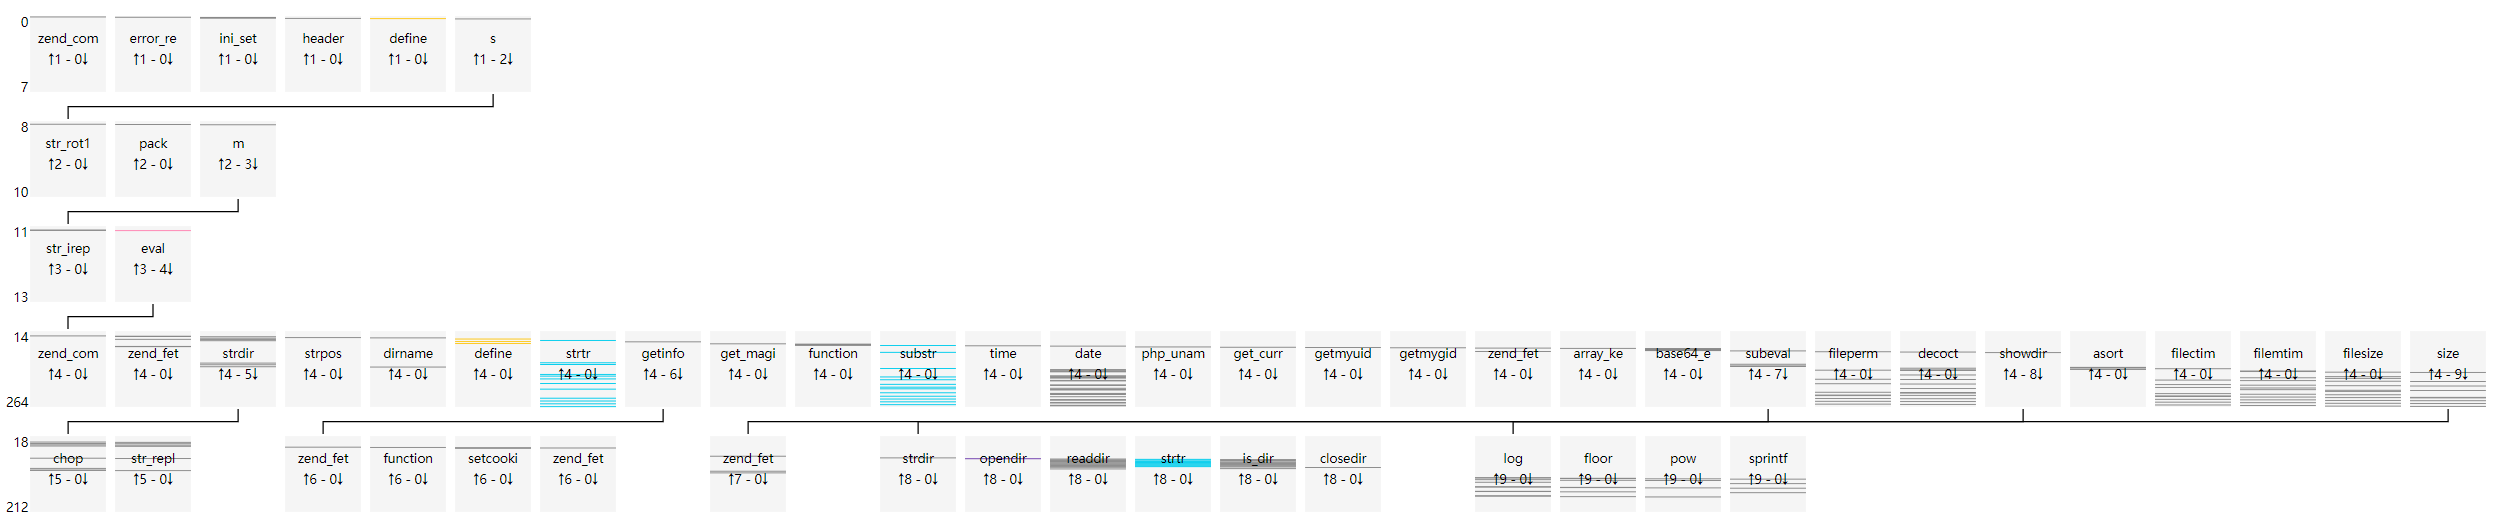 0
zend_com error_re ini_set header define s
↑1 - 0↓ ↑1 - 0↓ ↑1 - 0↓ ↑1 - 0↓ ↑1 - 0↓ ↑1 - 2↓
7
8
str_rot1 pack m
↑2 - 0↓ ↑2 - 0↓ ↑2 - 3↓
10
11
str_irep eval
↑3 - 0↓ ↑3 - 4↓
13
14
zend_com zend_fet strdir strpos dirname define strtr getinfo get_magi function substr time date php_unam get_curr getmyuid getmygid zend_fet array_ke base64_e subeval fileperm decoct showdir asort filectim filemtim filesize size
↑4 - 0↓ ↑4 - 0↓ ↑4 - 5↓ ↑4 - 0↓ ↑4 - 0↓ ↑4 - 0↓ ↑4 - 0↓ ↑4 - 6↓ ↑4 - 0↓ ↑4 - 0↓ ↑4 - 0↓ ↑4 - 0↓ ↑4 - 0↓ ↑4 - 0↓ ↑4 - 0↓ ↑4 - 0↓ ↑4 - 0↓ ↑4 - 0↓ ↑4 - 0↓ ↑4 - 0↓ ↑4 - 7↓ ↑4 - 0↓ ↑4 - 0↓ ↑4 - 8↓ ↑4 - 0↓ ↑4 - 0↓ ↑4 - 0↓ ↑4 - 0↓ ↑4 - 9↓
264
18
chop str_repl zend_fet function setcooki zend_fet zend_fet strdir opendir readdir strtr is_dir closedir log floor pow sprintf
↑5 - 0↓ ↑5 - 0↓ ↑6 - 0↓ ↑6 - 0↓ ↑6 - 0↓ ↑6 - 0↓ ↑7 - 0↓ ↑8 - 0↓ ↑8 - 0↓ ↑8 - 0↓ ↑8 - 0↓ ↑8 - 0↓ ↑8 - 0↓ ↑9 - 0↓ ↑9 - 0↓ ↑9 - 0↓ ↑9 - 0↓
212